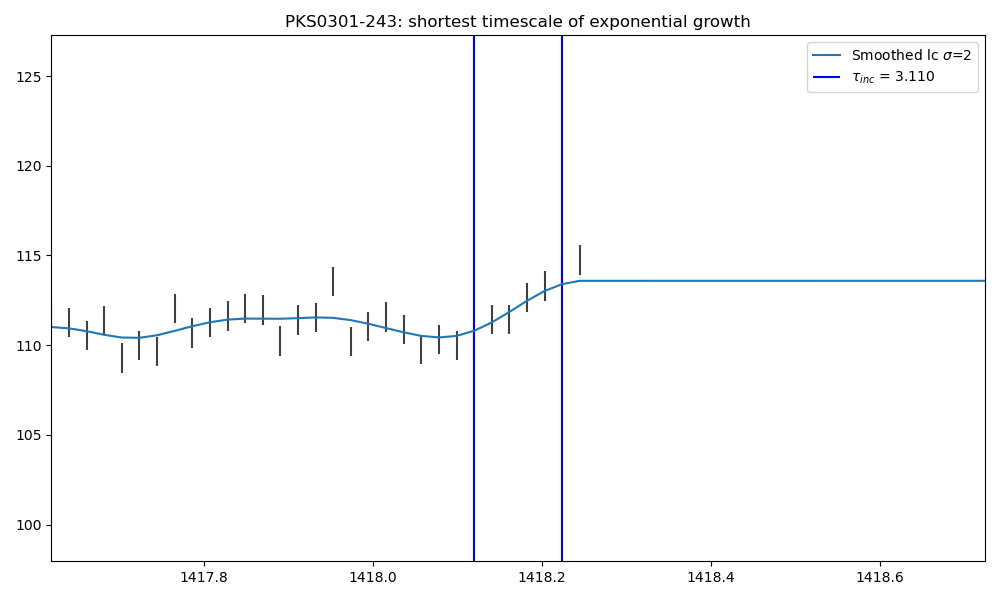 PKS0301-243: shortest timescale of exponential growth
Smoothed lc σ=2
τinc = 3.110
125
120
115
110
105
100
1417.8 1418.0 1418.2 1418.4 1418.6